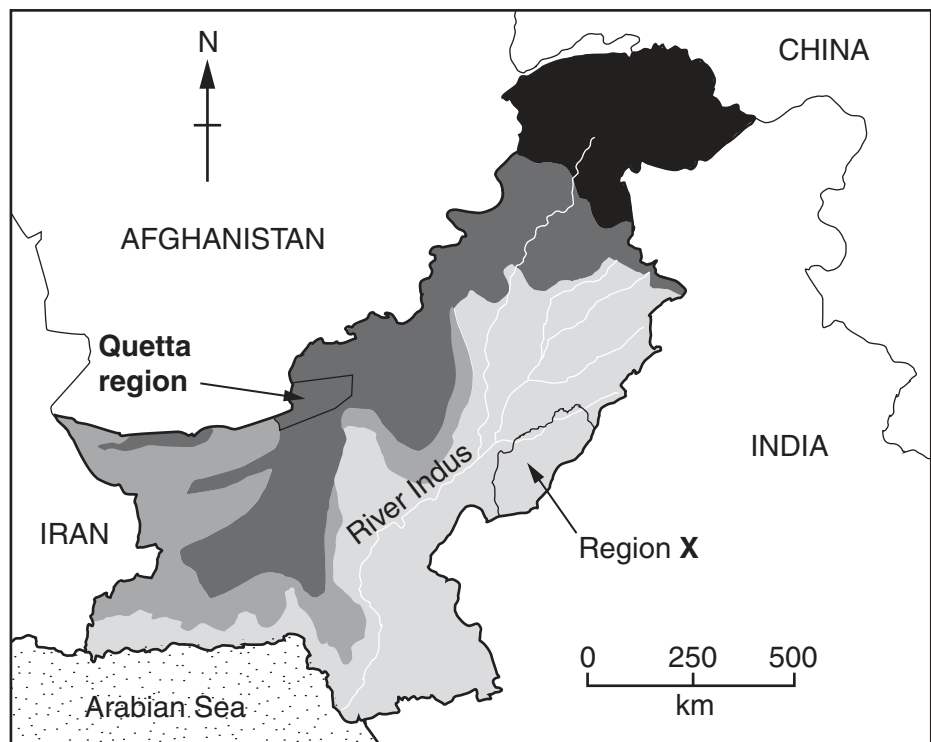 N
CHINA
AFGHANISTAN
Quetta
region
INDIA
River Indus
IRAN
Region X
0 250 500
km
Arabian Sea